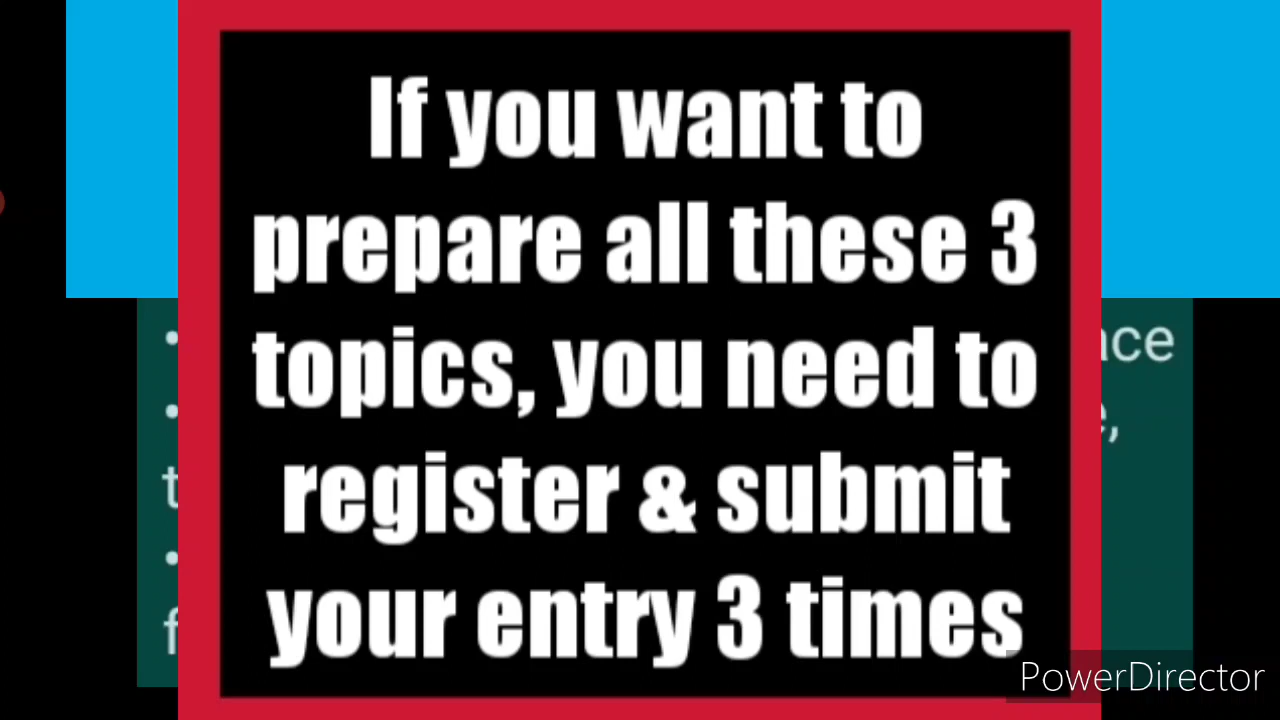 If you want to
prepare all these 3
topics, you need to
register & submit
your entry 3 times
PowerDirector